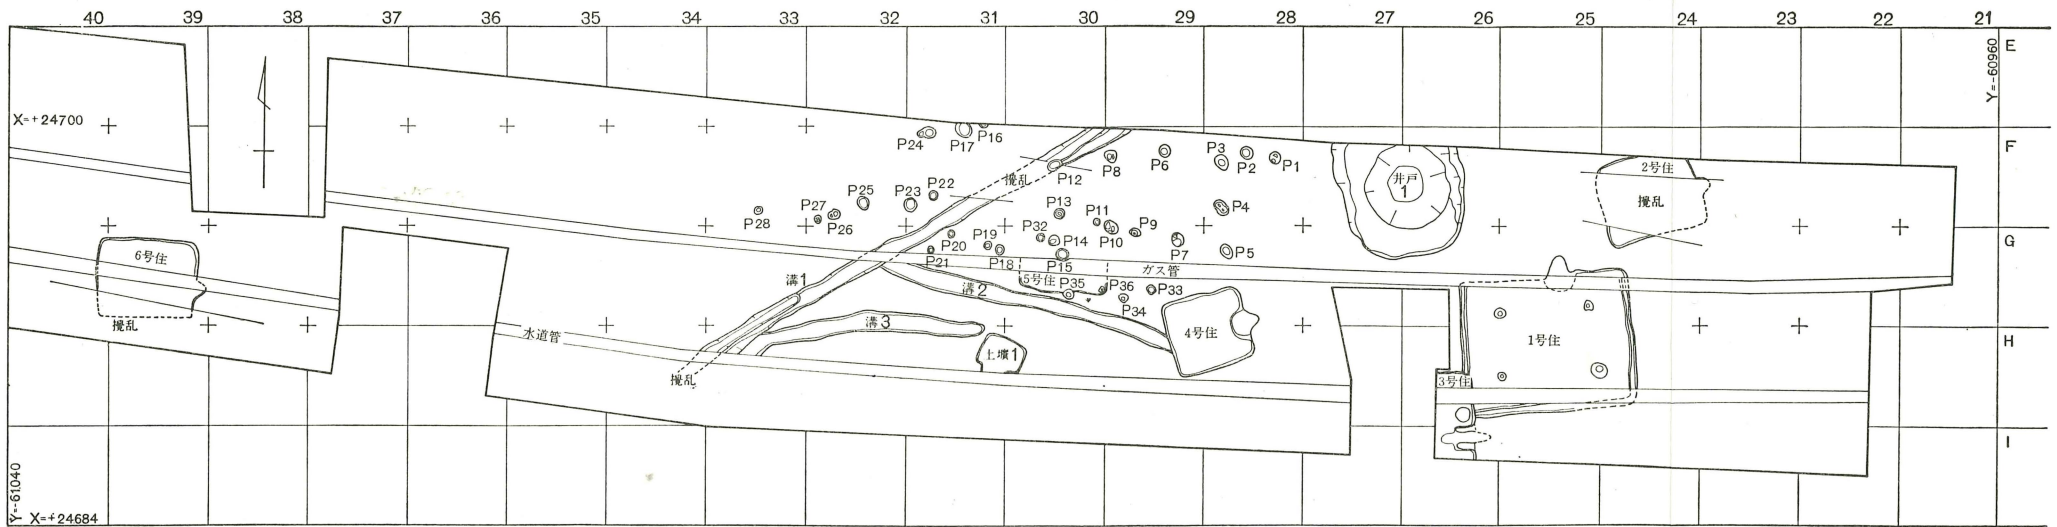 40 39 38 37 36 35 34 33 32 31 30 29 28 27 26 25 24 23 22 21
E
Y=-60960
X=+24700
P16
P24 P17
F
P3 P2 P1
P8 P6
2号住
P12
井戸
1
攪乱
P22
攪乱
P25 P23
P27
P28 P26
P13 P11 P9 P4
P32 P10
P19 P14
P20
P21 P18 P15 P7 P5
G
6号住
ガス管
5号住 P35 P36 P33
P34
溝1
溝2
攪乱
溝3
4号住
水道管
土壙1
1号住
H
攪乱
3号住
I
Y=-61040
X=+24684